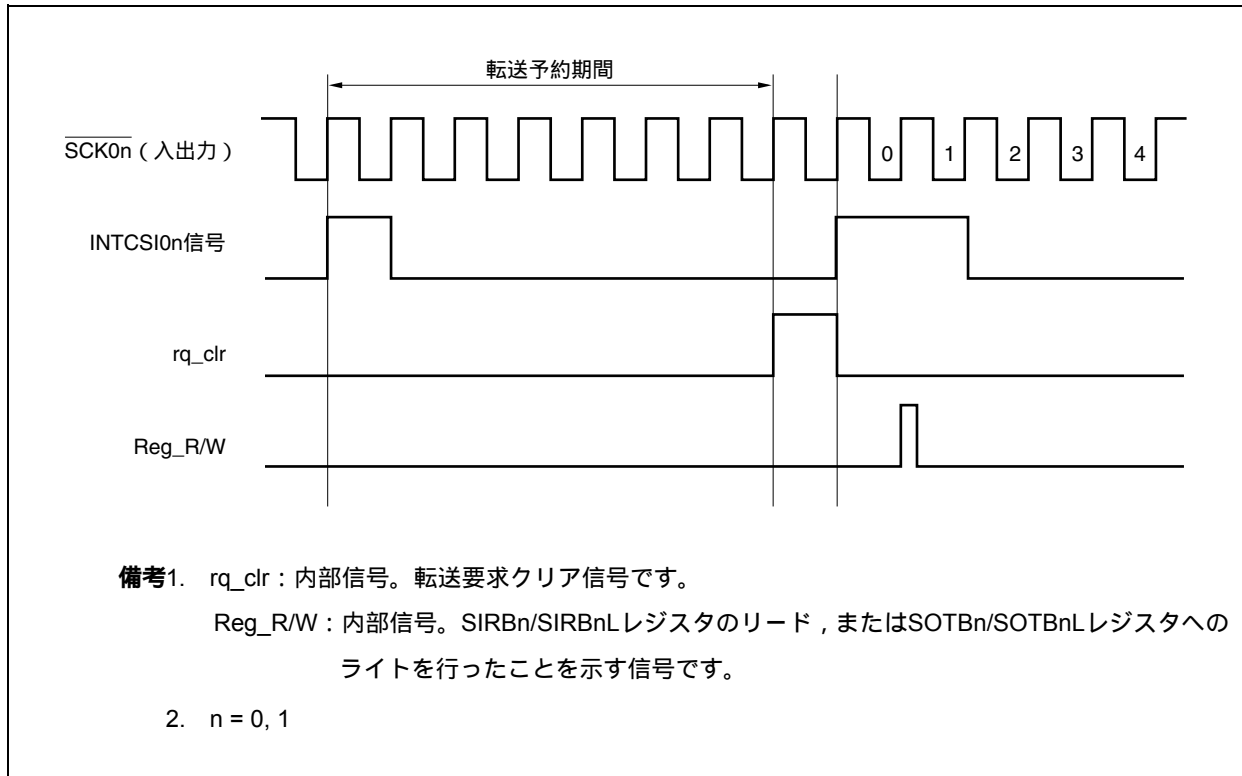 転送予約期間
SCK0n（入出力）
0 1 2 3 4
INTCSI0n信号
rq_clr
Reg_R/W
備考1. rq_clr：内部信号。転送要求クリア信号です。
Reg_R/W：内部信号。SIRBn/SIRBnLレジスタのリード，またはSOTBn/SOTBnLレジスタへの
ライトを行ったことを示す信号です。
2. n = 0, 1